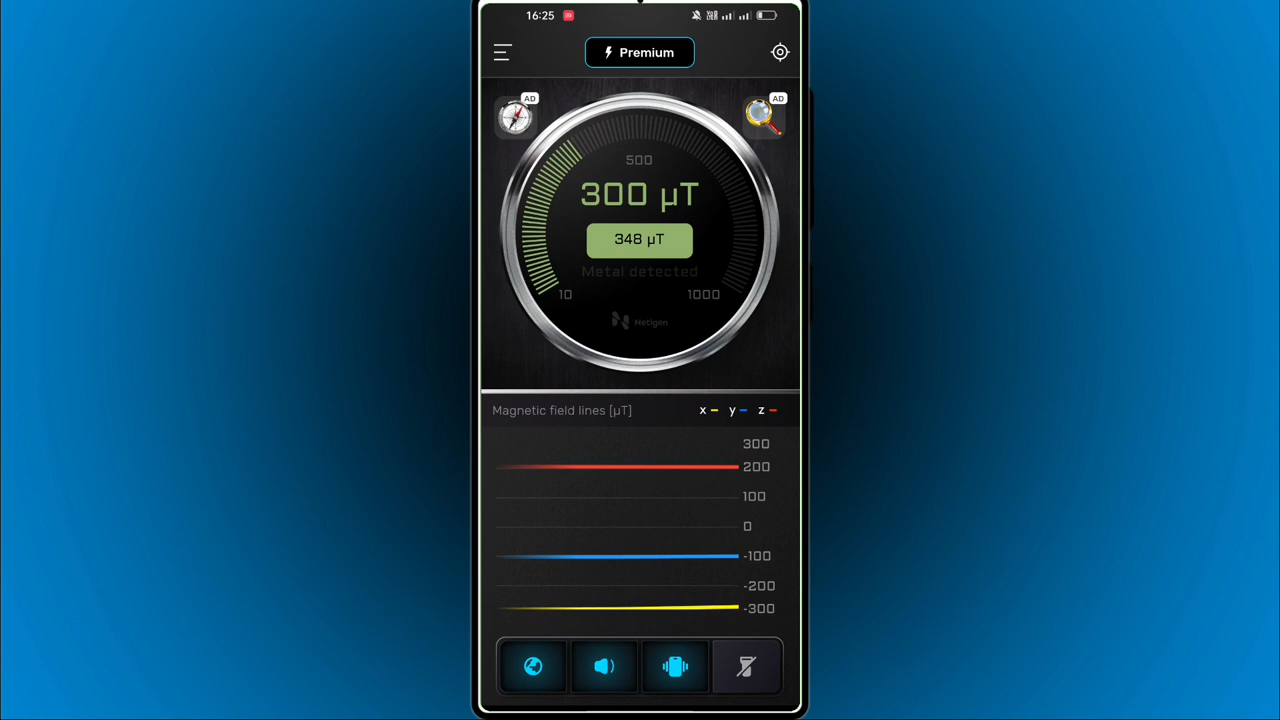 16:25
Premium
AD
AD
500
300 µT
348 µT
Metal detected
10
1000
Netigen
Magnetic field lines [µT]
x
y
z
300
200
100
0
-100
-200
-300